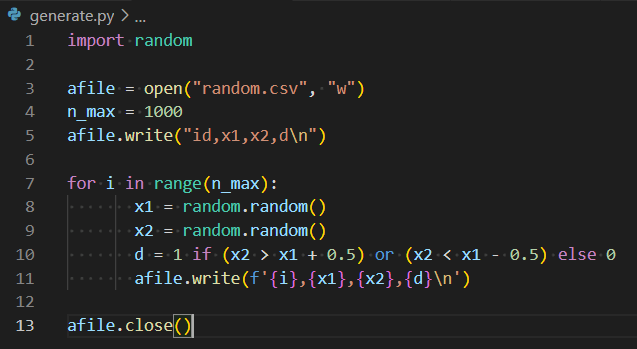 generate.py > ...
1 import random
2
3 afile = open("random.csv", "w")
4 n_max = 1000
5 afile.write("id,x1,x2,d\n")
6
7 for i in range(n_max):
8         x1 = random.random()
9         x2 = random.random()
10         d = 1 if (x2 > x1 + 0.5) or (x2 < x1 - 0.5) else 0
11         afile.write(f'{i},{x1},{x2},{d}\n')
12
13 afile.close()